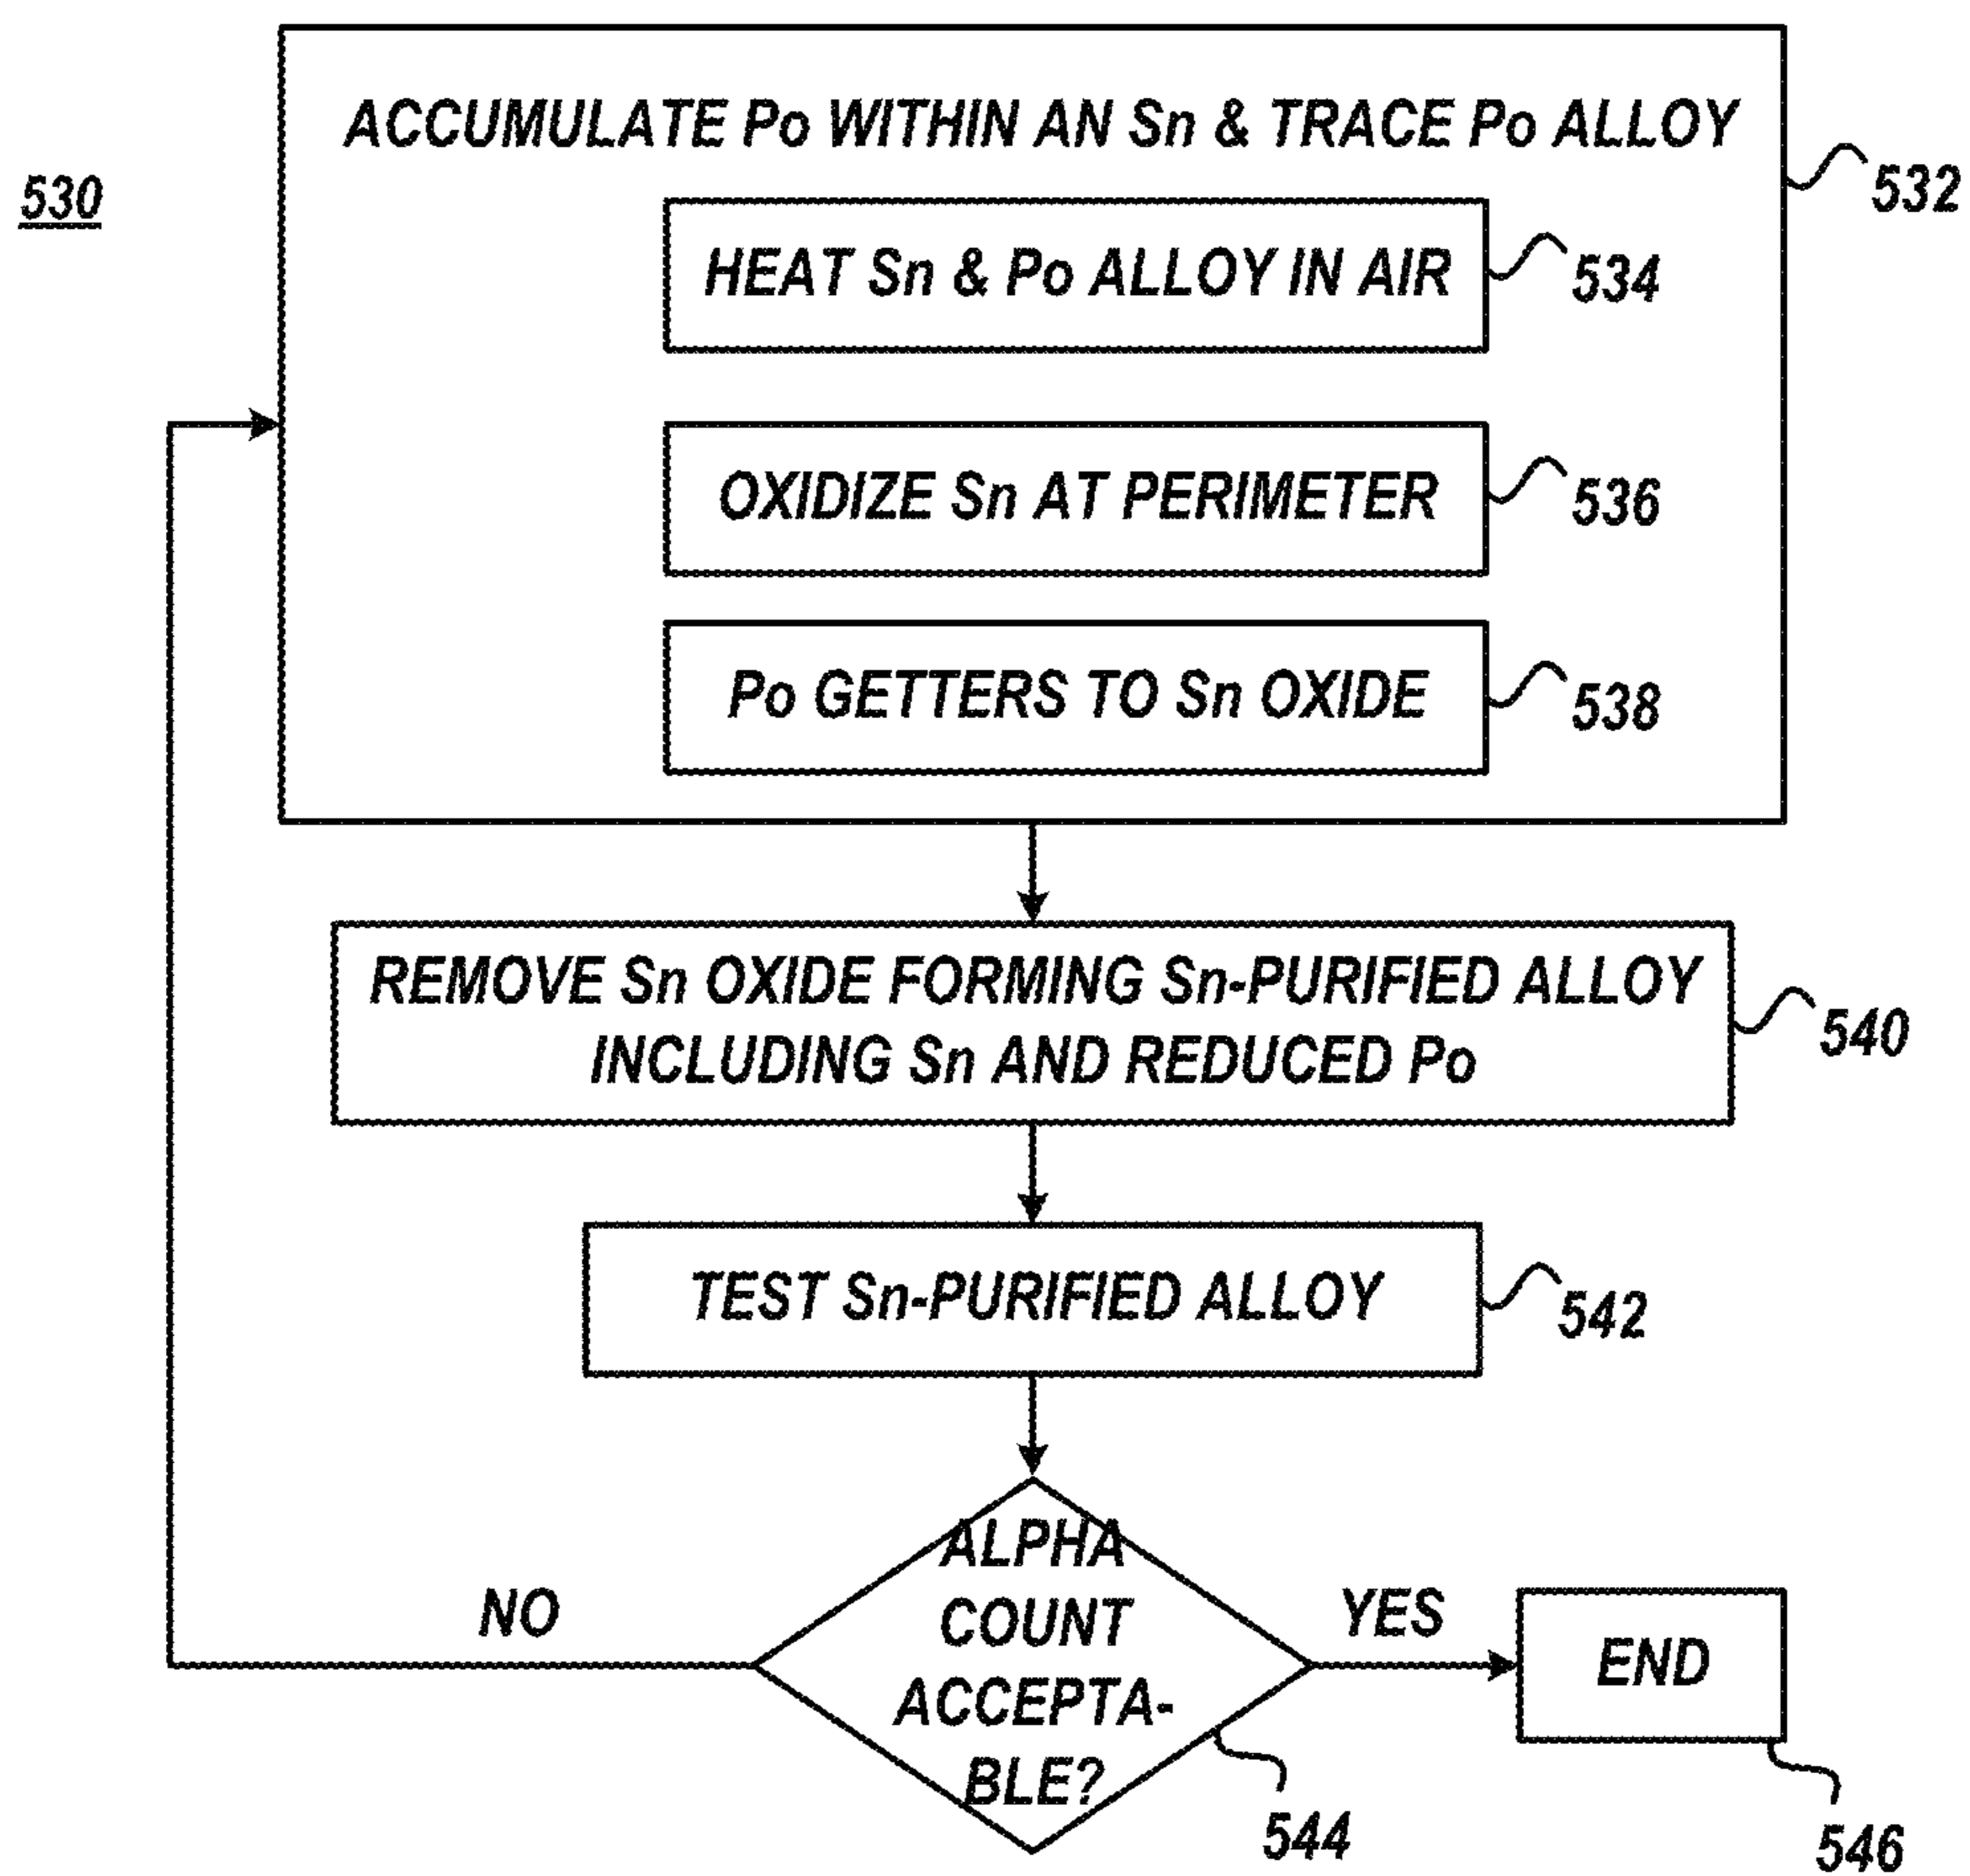 530
ACCUMULATE Po WITHIN AN Sn & TRACE Po ALLOY
532
HEAT Sn & Po ALLOY IN AIR
534
OXIDIZE Sn AT PERIMETER
536
Po GETTERS TO Sn OXIDE
538
REMOVE Sn OXIDE FORMING Sn-PURIFIED ALLOY
INCLUDING Sn AND REDUCED Po
540
TEST Sn-PURIFIED ALLOY
542
ALPHA
COUNT
ACCEPTA-
BLE?
544
NO
YES
END
546